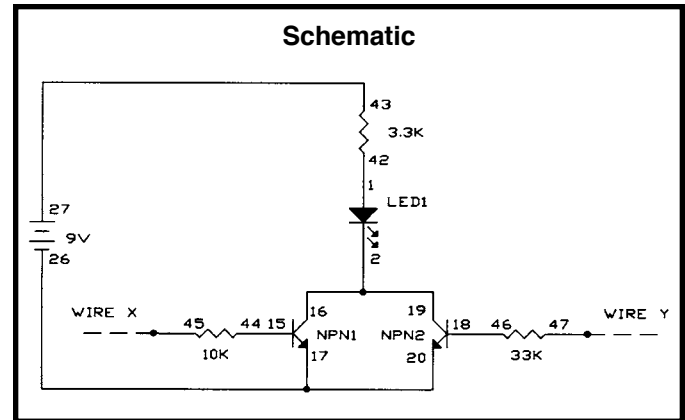 Schematic
43
3.3K
42
1
LED1
27
9V
26
2
16 19
WIRE X WIRE Y
45 44 15 NPN1 NPN2 18 46 47
10K 17 20 33K